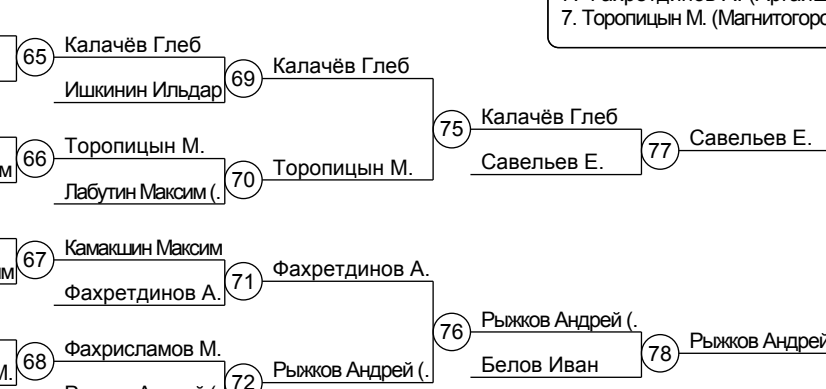 7. Торопицын М. (Магнитогорс
65
Калачёв Глеб
Ишкинин Ильдар
69
Калачёв Глеб
75
Калачёв Глеб
Савельев Е.
77
Савельев Е.
м
66
Торопицын М.
Лабутин Максим (.
70
Торопицын М.
им
67
Камакшин Максим
Фахретдинов А.
71
Фахретдинов А.
76
Рыжков Андрей (.
Белов Иван
78
Рыжков Андрей
М.
68
Фахрисламов М.
72
Рыжков Андрей (.